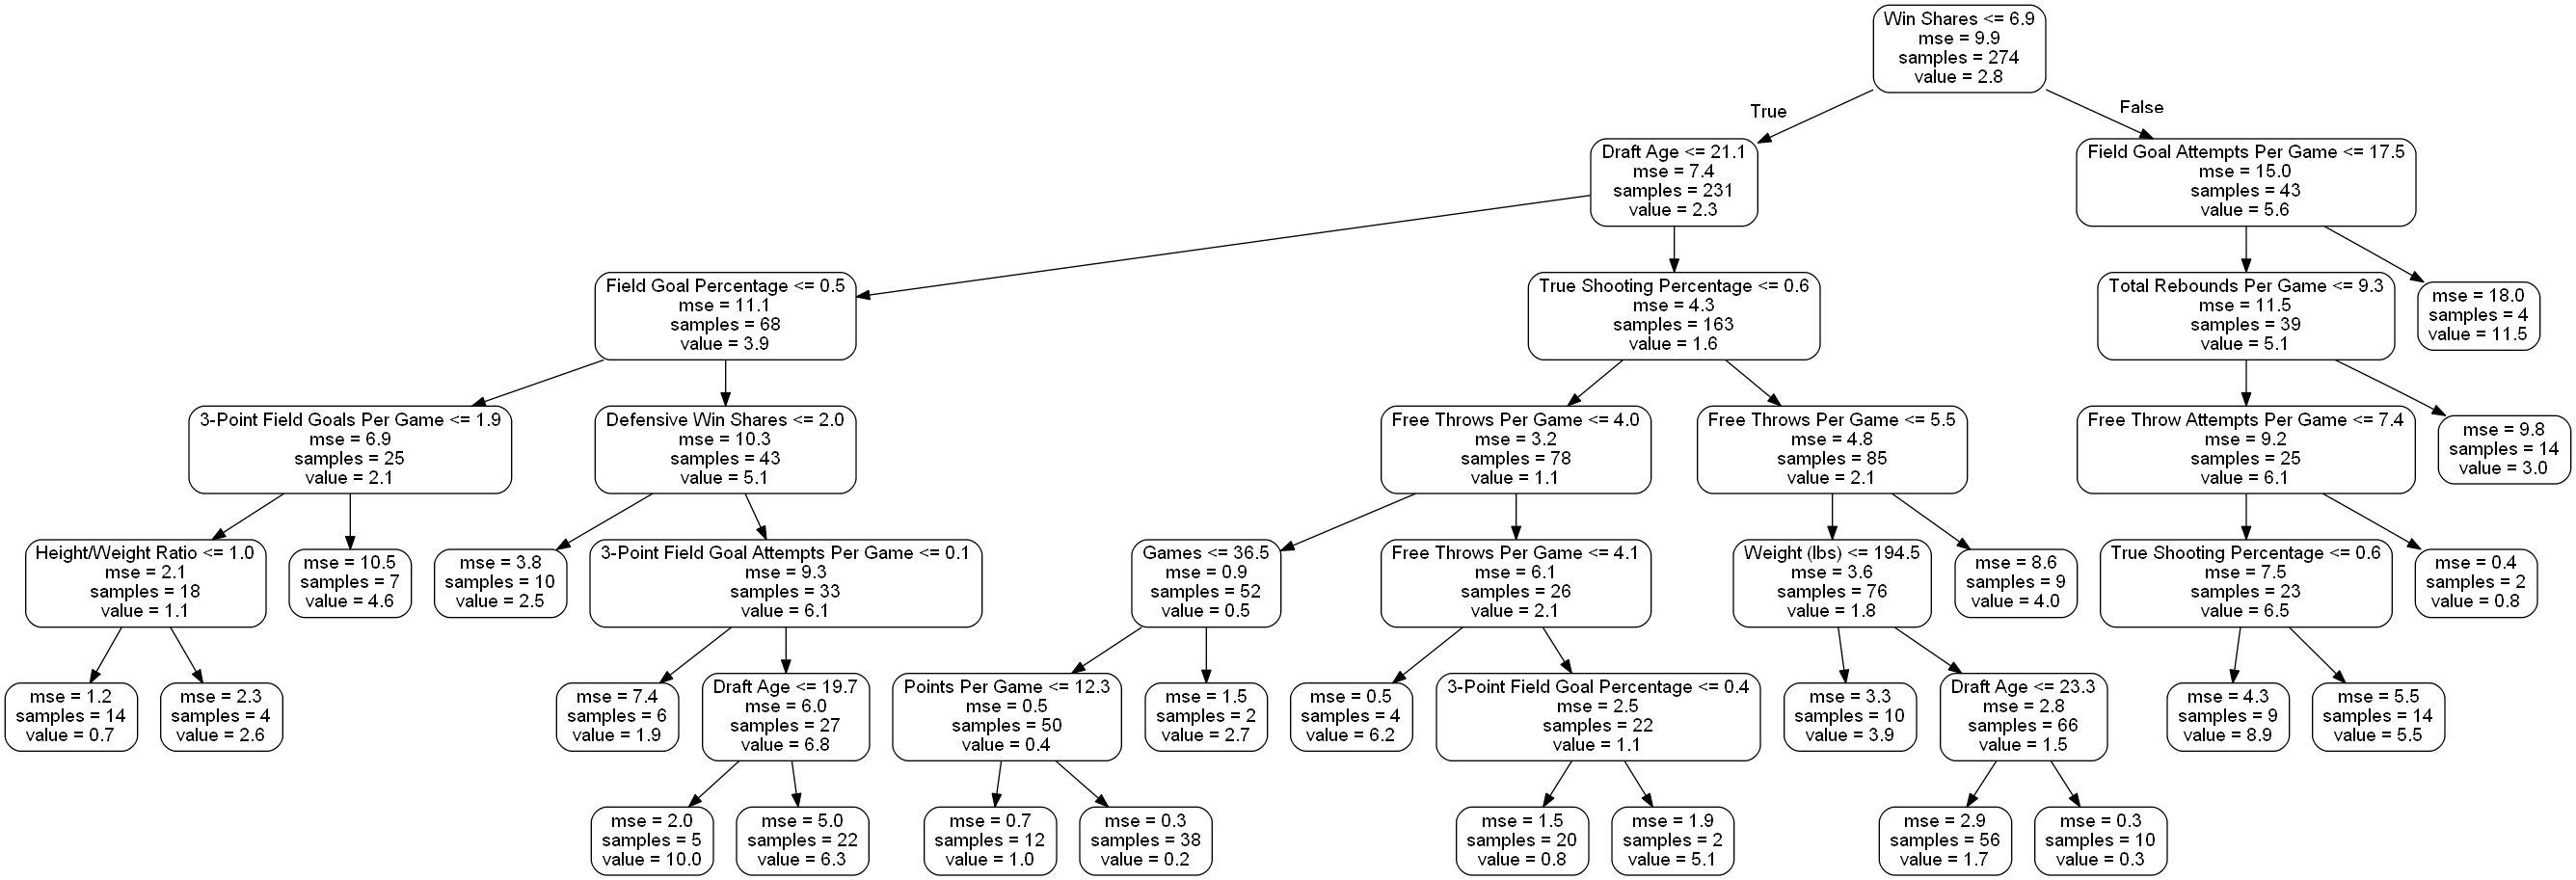 Win Shares <= 6.9
mse = 9.9
samples = 274
value = 2.8
True
False
Draft Age <= 21.1
mse = 7.4
samples = 231
value = 2.3
Field Goal Attempts Per Game <= 17.5
mse = 15.0
samples = 43
value = 5.6
Field Goal Percentage <= 0.5
mse = 11.1
samples = 68
value = 3.9
True Shooting Percentage <= 0.6
mse = 4.3
samples = 163
value = 1.6
Total Rebounds Per Game <= 9.3
mse = 11.5
samples = 39
value = 5.1
mse = 18.0
samples = 4
value = 11.5
3-Point Field Goals Per Game <= 1.9
mse = 6.9
samples = 25
value = 2.1
Defensive Win Shares <= 2.0
mse = 10.3
samples = 43
value = 5.1
Free Throws Per Game <= 4.0
mse = 3.2
samples = 78
value = 1.1
Free Throws Per Game <= 5.5
mse = 4.8
samples = 85
value = 2.1
Free Throw Attempts Per Game <= 7.4
mse = 9.2
samples = 25
value = 6.1
mse = 9.8
samples = 14
value = 3.0
Height/Weight Ratio <= 1.0
mse = 2.1
samples = 18
value = 1.1
mse = 10.5
samples = 7
value = 4.6
mse = 3.8
samples = 10
value = 2.5
3-Point Field Goal Attempts Per Game <= 0.1
mse = 9.3
samples = 33
value = 6.1
Games <= 36.5
mse = 0.9
samples = 52
value = 0.5
Free Throws Per Game <= 4.1
mse = 6.1
samples = 26
value = 2.1
Weight (lbs) <= 194.5
mse = 3.6
samples = 76
value = 1.8
mse = 8.6
samples = 9
value = 4.0
True Shooting Percentage <= 0.6
mse = 7.5
samples = 23
value = 6.5
mse = 0.4
samples = 2
value = 0.8
mse = 1.2
samples = 14
value = 0.7
mse = 2.3
samples = 4
value = 2.6
mse = 7.4
samples = 6
value = 1.9
Draft Age <= 19.7
mse = 6.0
samples = 27
value = 6.8
Points Per Game <= 12.3
mse = 0.5
samples = 50
value = 0.4
mse = 1.5
samples = 2
value = 2.7
mse = 0.5
samples = 4
value = 6.2
3-Point Field Goal Percentage <= 0.4
mse = 2.5
samples = 22
value = 1.1
mse = 3.3
samples = 10
value = 3.9
Draft Age <= 23.3
mse = 2.8
samples = 66
value = 1.5
mse = 4.3
samples = 9
value = 8.9
mse = 5.5
samples = 14
value = 5.5
mse = 2.0
samples = 5
value = 10.0
mse = 5.0
samples = 22
value = 6.3
mse = 0.7
samples = 12
value = 1.0
mse = 0.3
samples = 38
value = 0.2
mse = 1.5
samples = 20
value = 0.8
mse = 1.9
samples = 2
value = 5.1
mse = 2.9
samples = 56
value = 1.7
mse = 0.3
samples = 10
value = 0.3